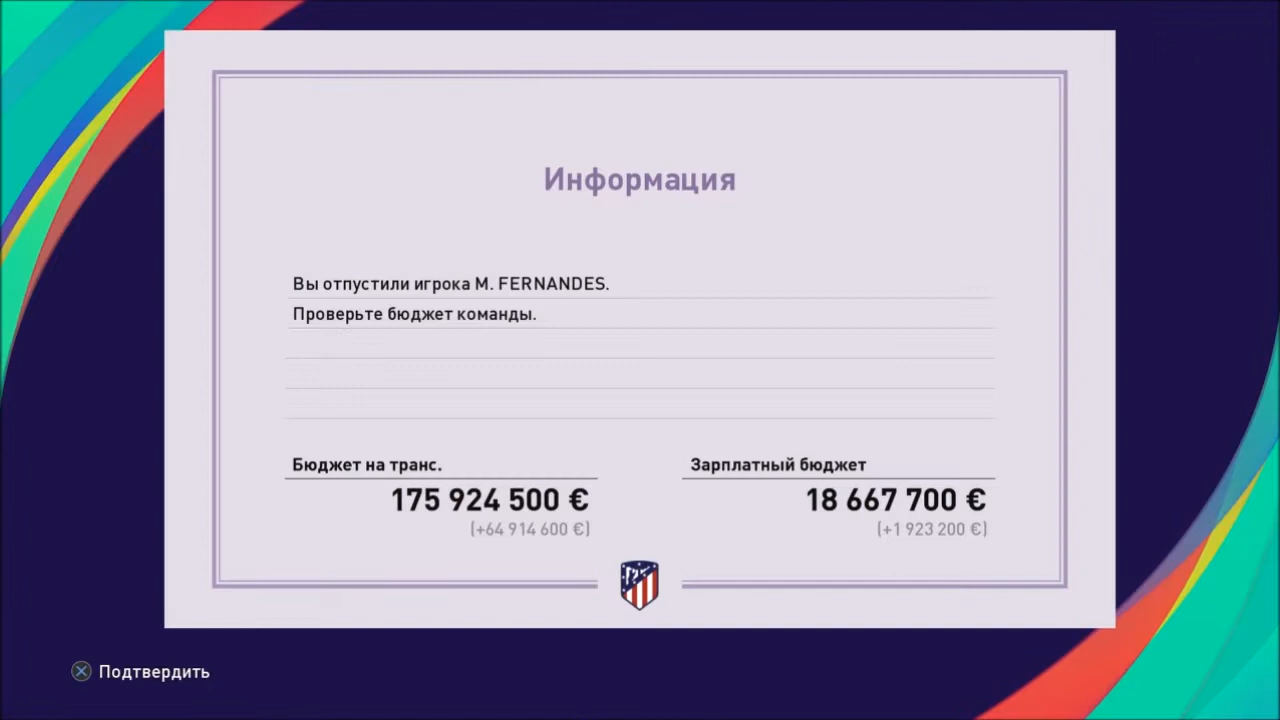 Информация
Вы отпустили игрока M. FERNANDES.
Проверьте бюджет команды.
Бюджет на транс.
175 924 500 €
(+64 914 600 €)
Зарплатный бюджет
18 667 700 €
(+1 923 200 €)
Подтвердить